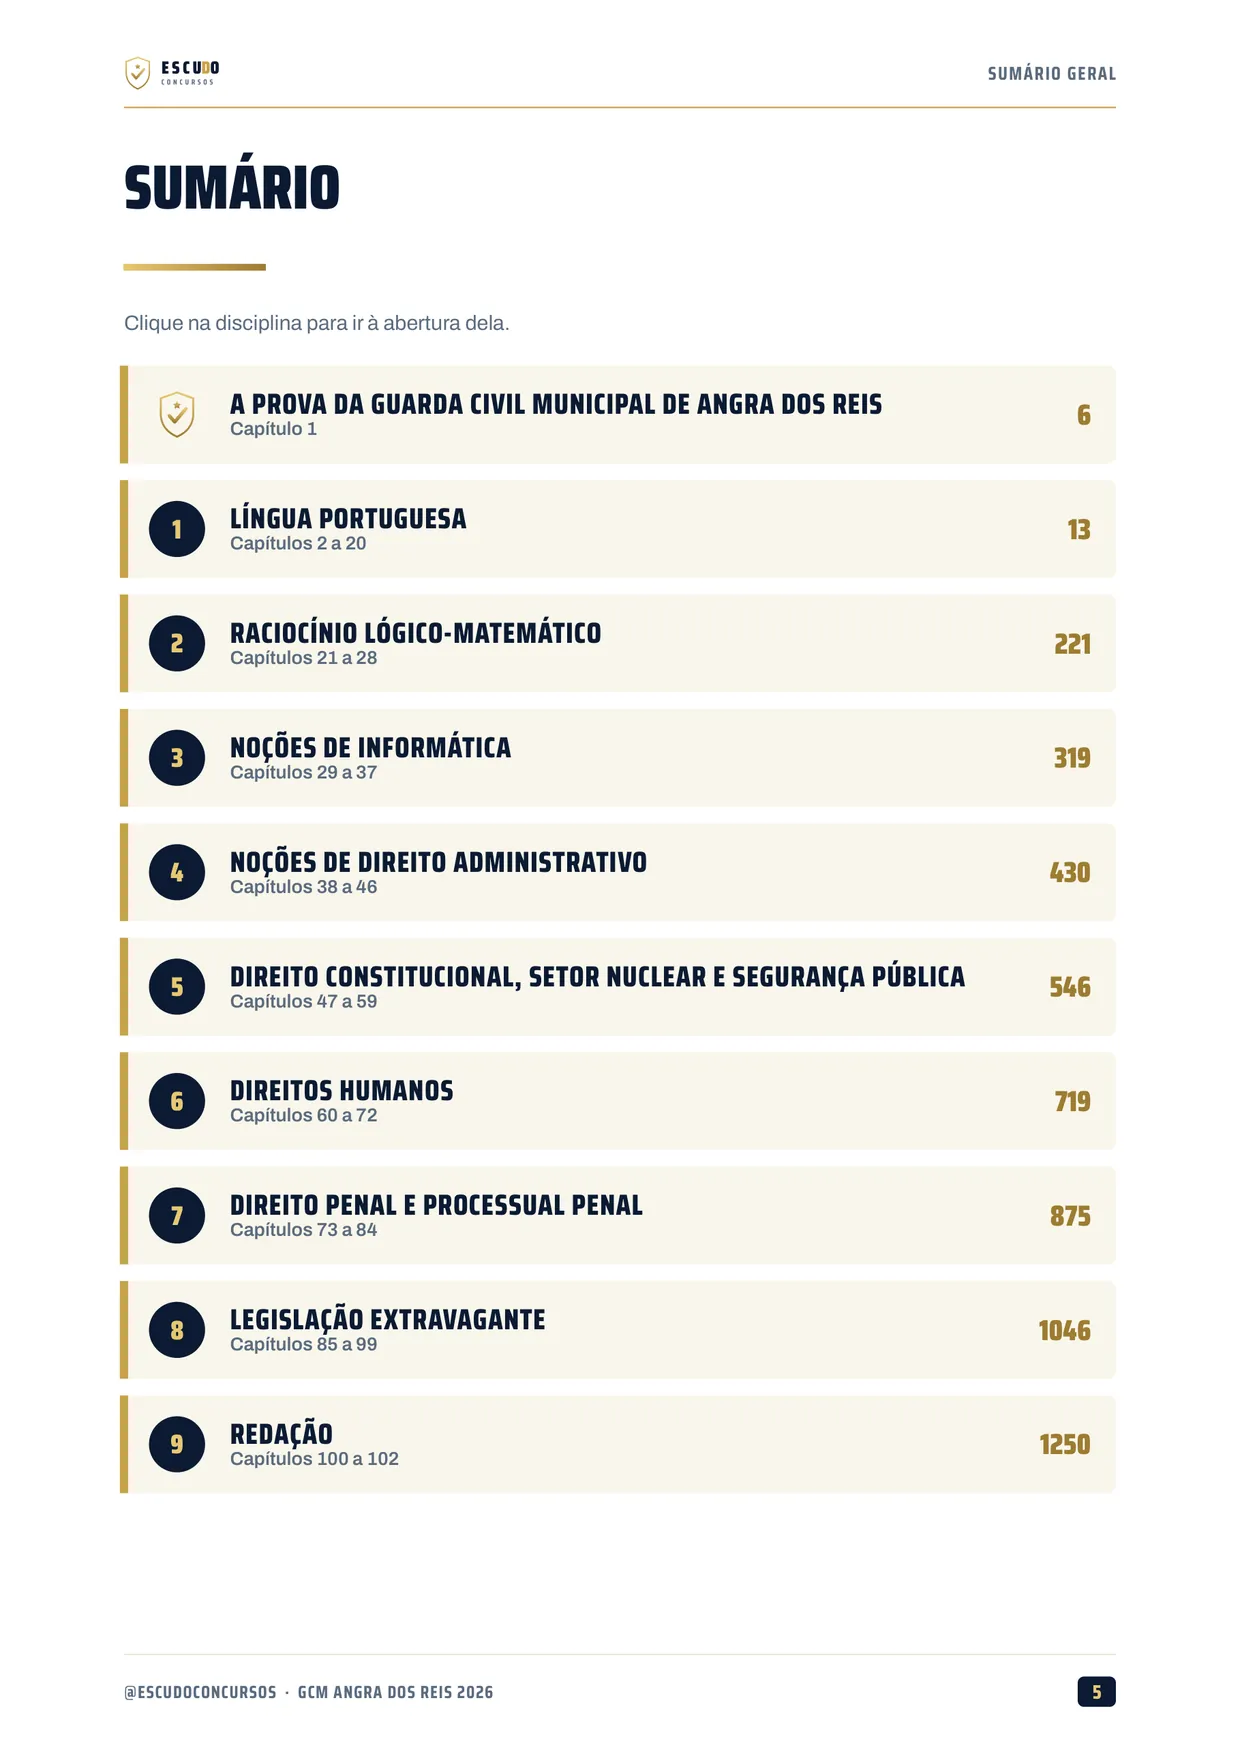 ESCUDO
CONCURSOS
SUMÁRIO GERAL
SUMÁRIO
Clique na disciplina para ir à abertura dela.
A PROVA DA GUARDA CIVIL MUNICIPAL DE ANGRA DOS REIS
Capítulo 1
6
1
LÍNGUA PORTUGUESA
Capítulos 2 a 20
13
2
RACIOCÍNIO LÓGICO-MATEMÁTICO
Capítulos 21 a 28
221
3
NOÇÕES DE INFORMÁTICA
Capítulos 29 a 37
319
4
NOÇÕES DE DIREITO ADMINISTRATIVO
Capítulos 38 a 46
430
5
DIREITO CONSTITUCIONAL, SETOR NUCLEAR E SEGURANÇA PÚBLICA
Capítulos 47 a 59
546
6
DIREITOS HUMANOS
Capítulos 60 a 72
719
7
DIREITO PENAL E PROCESSUAL PENAL
Capítulos 73 a 84
875
8
LEGISLAÇÃO EXTRAVAGANTE
Capítulos 85 a 99
1046
9
REDAÇÃO
Capítulos 100 a 102
1250
@ESCUDOCONCURSOS · GCM ANGRA DOS REIS 2026
5